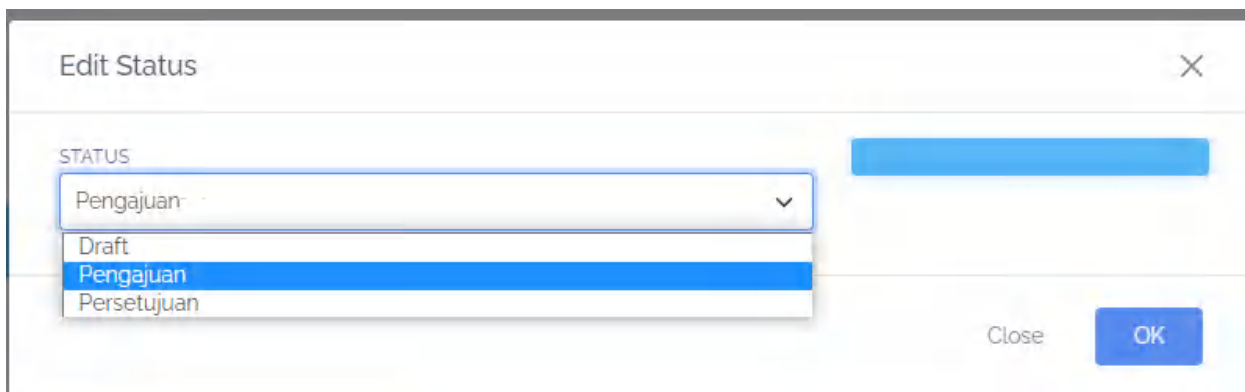 Edit Status
STATUS
Pengajuan
Draft
Pengajuan
Persetujuan
Close
OK